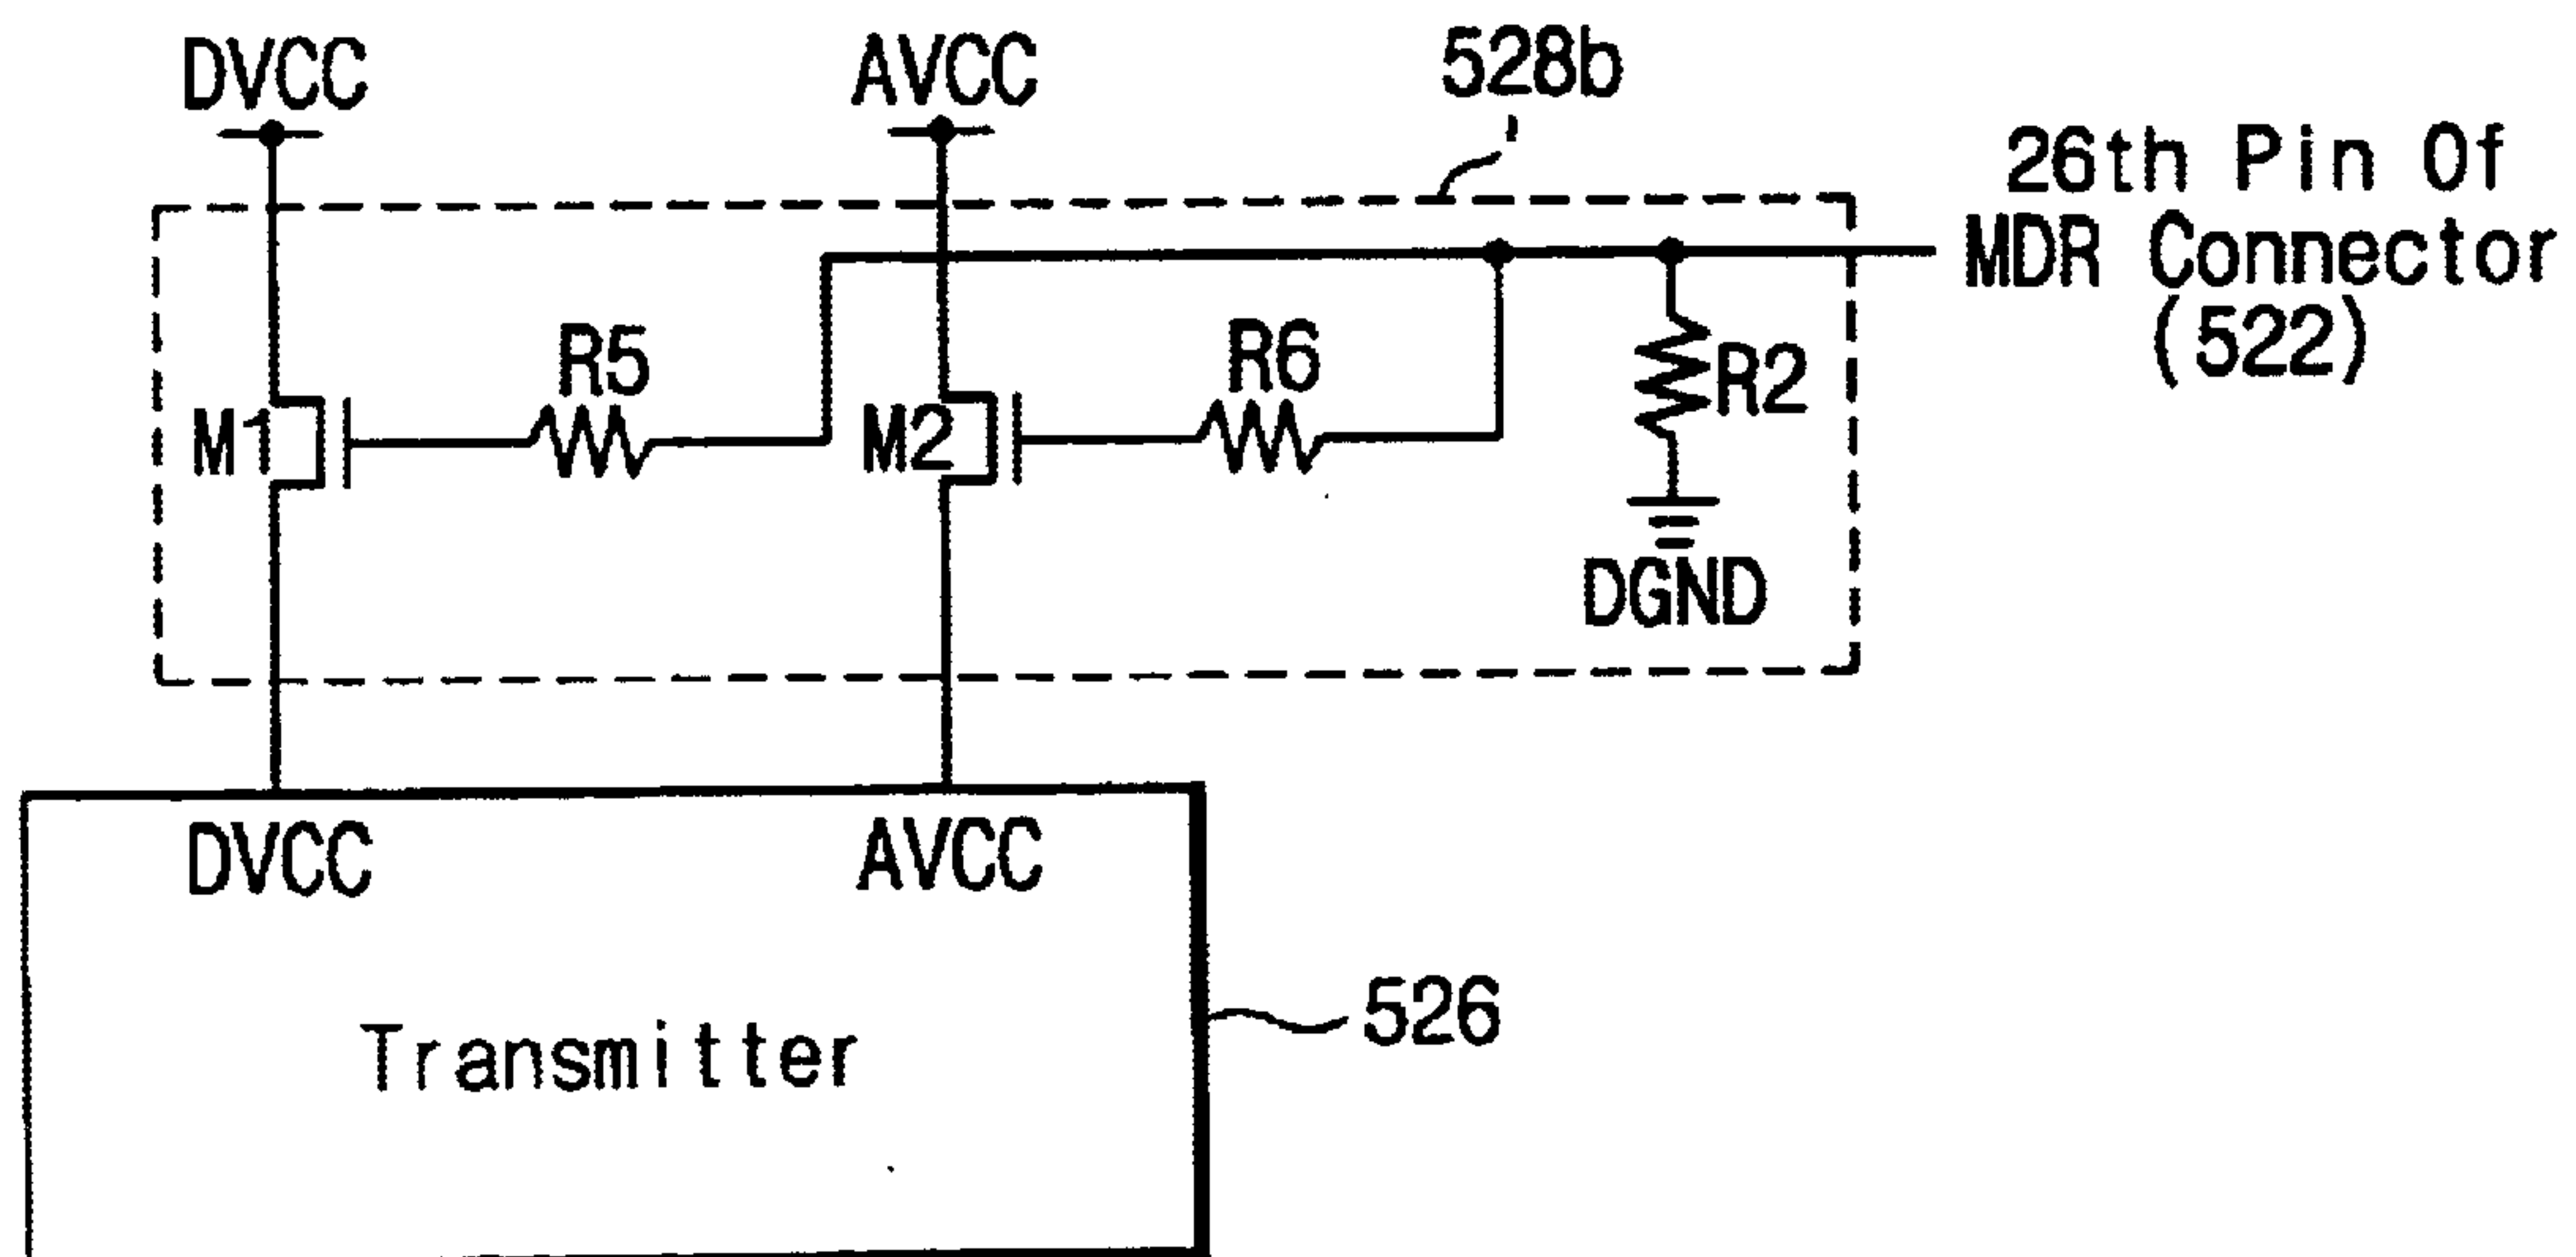 DVCC
AVCC
528b
26th Pin Of
MDR Connector
(522)
R5
R6
R2
M1
M2
DGND
DVCC
AVCC
Transmitter
526